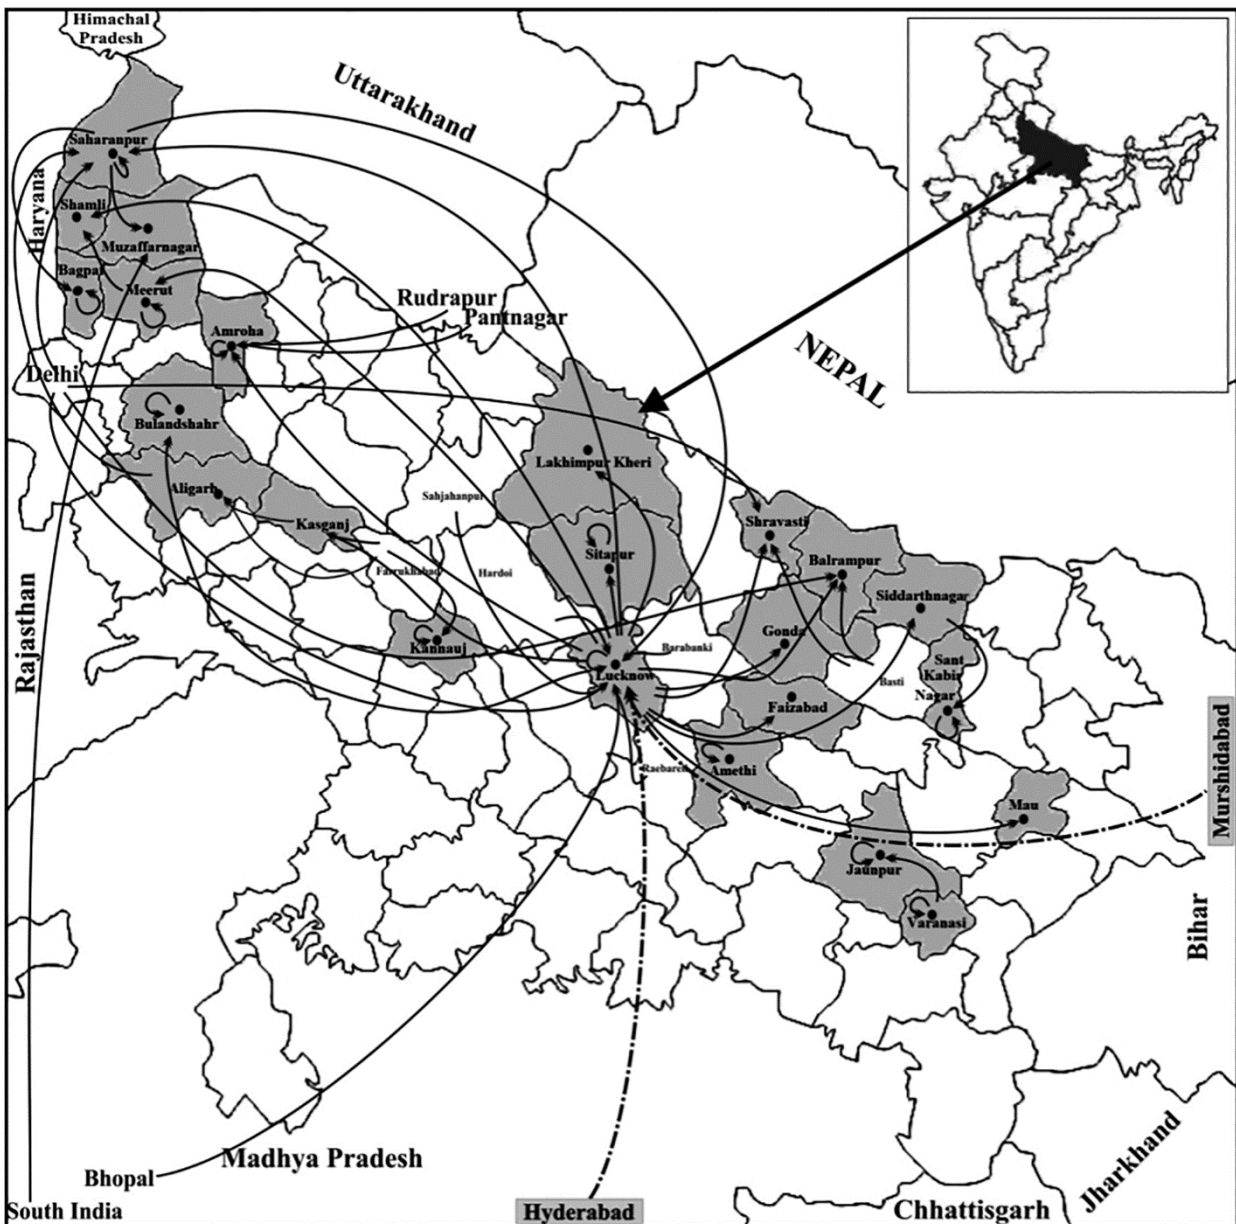 Himachal
Pradesh
Uttarakhand
Saharanpur
Haryana
Shamli
Muzaffarnagar
Bagpat
Meerut
Rudrapur
Pantnagar
Amroha
NEPAL
Delhi
Bulandshahr
Lakhimpur Kheri
Aligarh
Sahjahanpur
Kasganj
Shravasti
Sitapur
Balrampur
Farrukhabad
Hardoi
Siddarthnagar
Rajasthan
Kannauj
Gonda
Barabanki
Lucknow
Basti
Sant
Kabir
Nagar
Faizabad
Raebareli
Amethi
Mau
Murshidabad
Jaunpur
Varanasi
Bihar
Madhya Pradesh
Bhopal
Jharkhand
South India
Hyderabad
Chhattisgarh